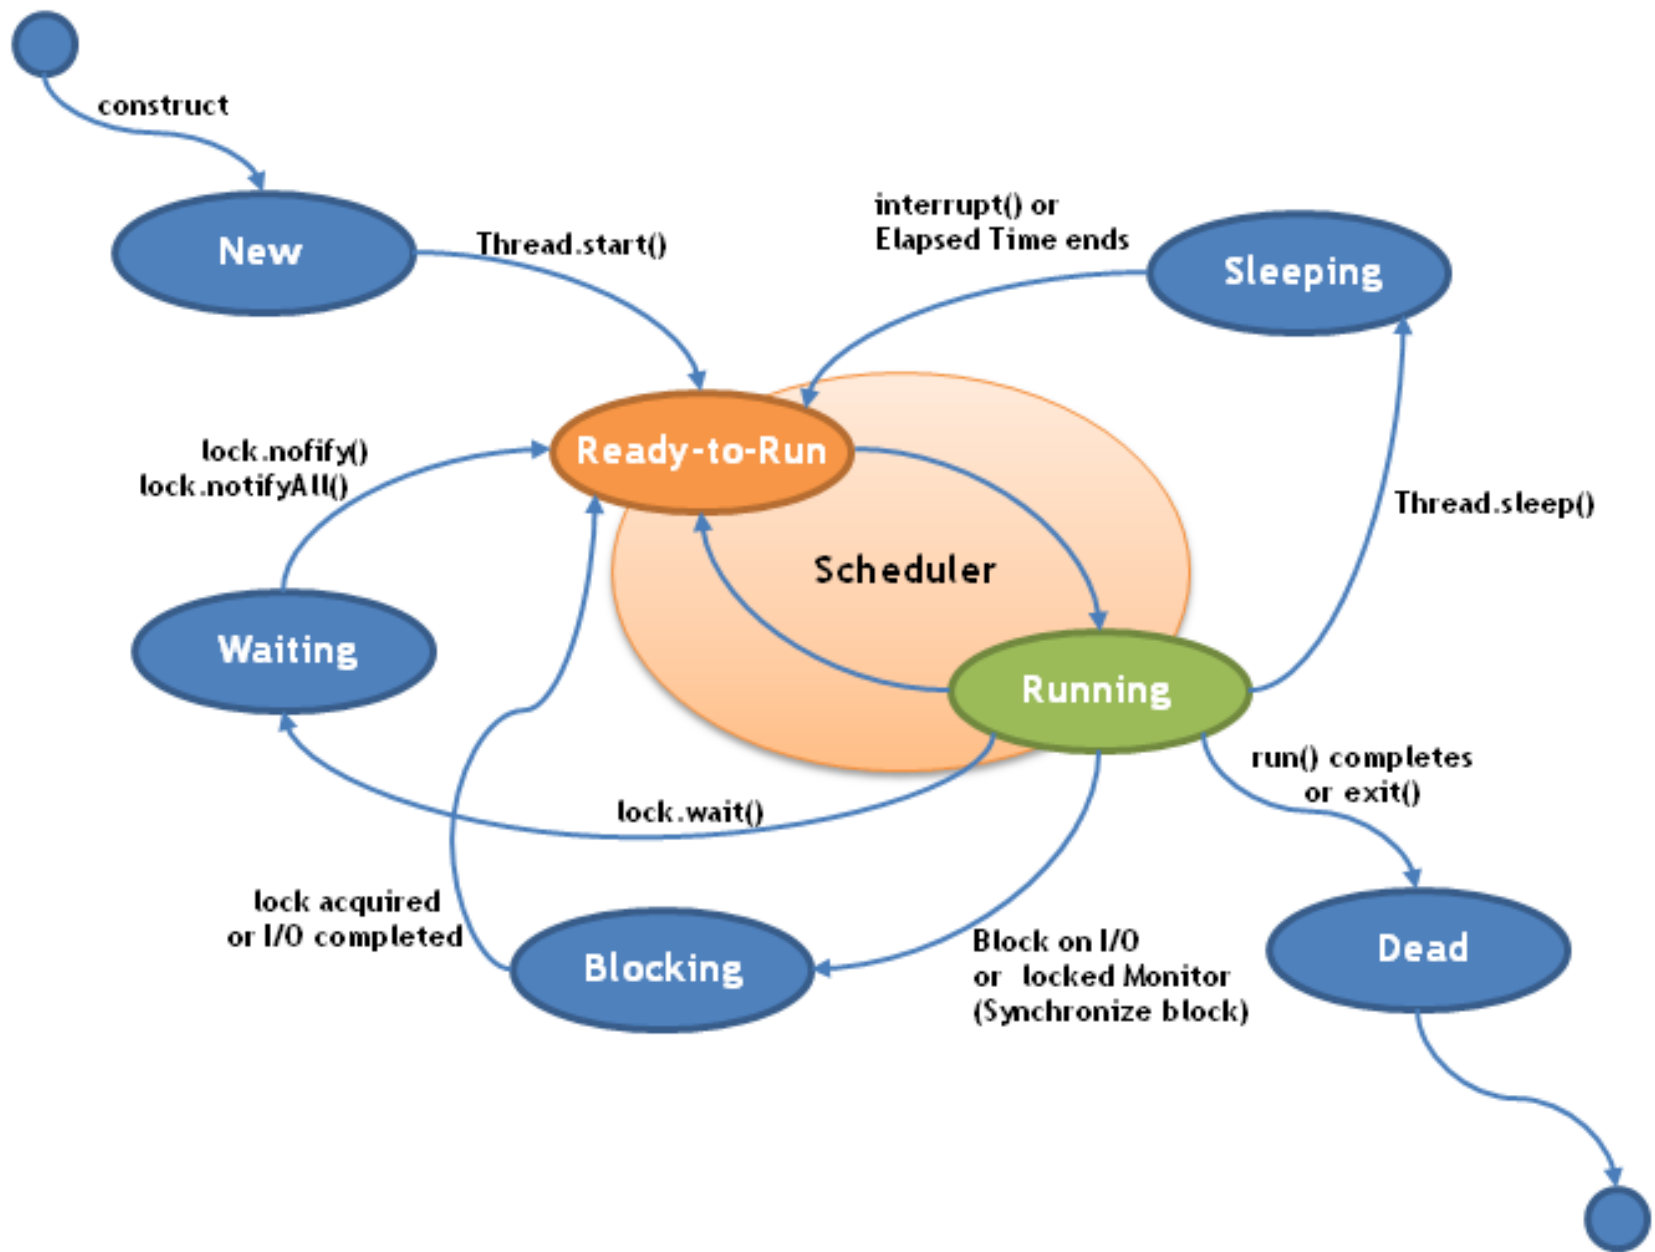 construct
New
Thread.start()
interrupt() or
Elapsed Time ends
Sleeping
lock.nofify()
lock.notifyAll()
Ready-to-Run
Thread.sleep()
Scheduler
Waiting
Running
run() completes
or exit()
lock.wait()
lock acquired
or I/O completed
Blocking
Block on I/O
or locked Monitor
(Synchronize block)
Dead